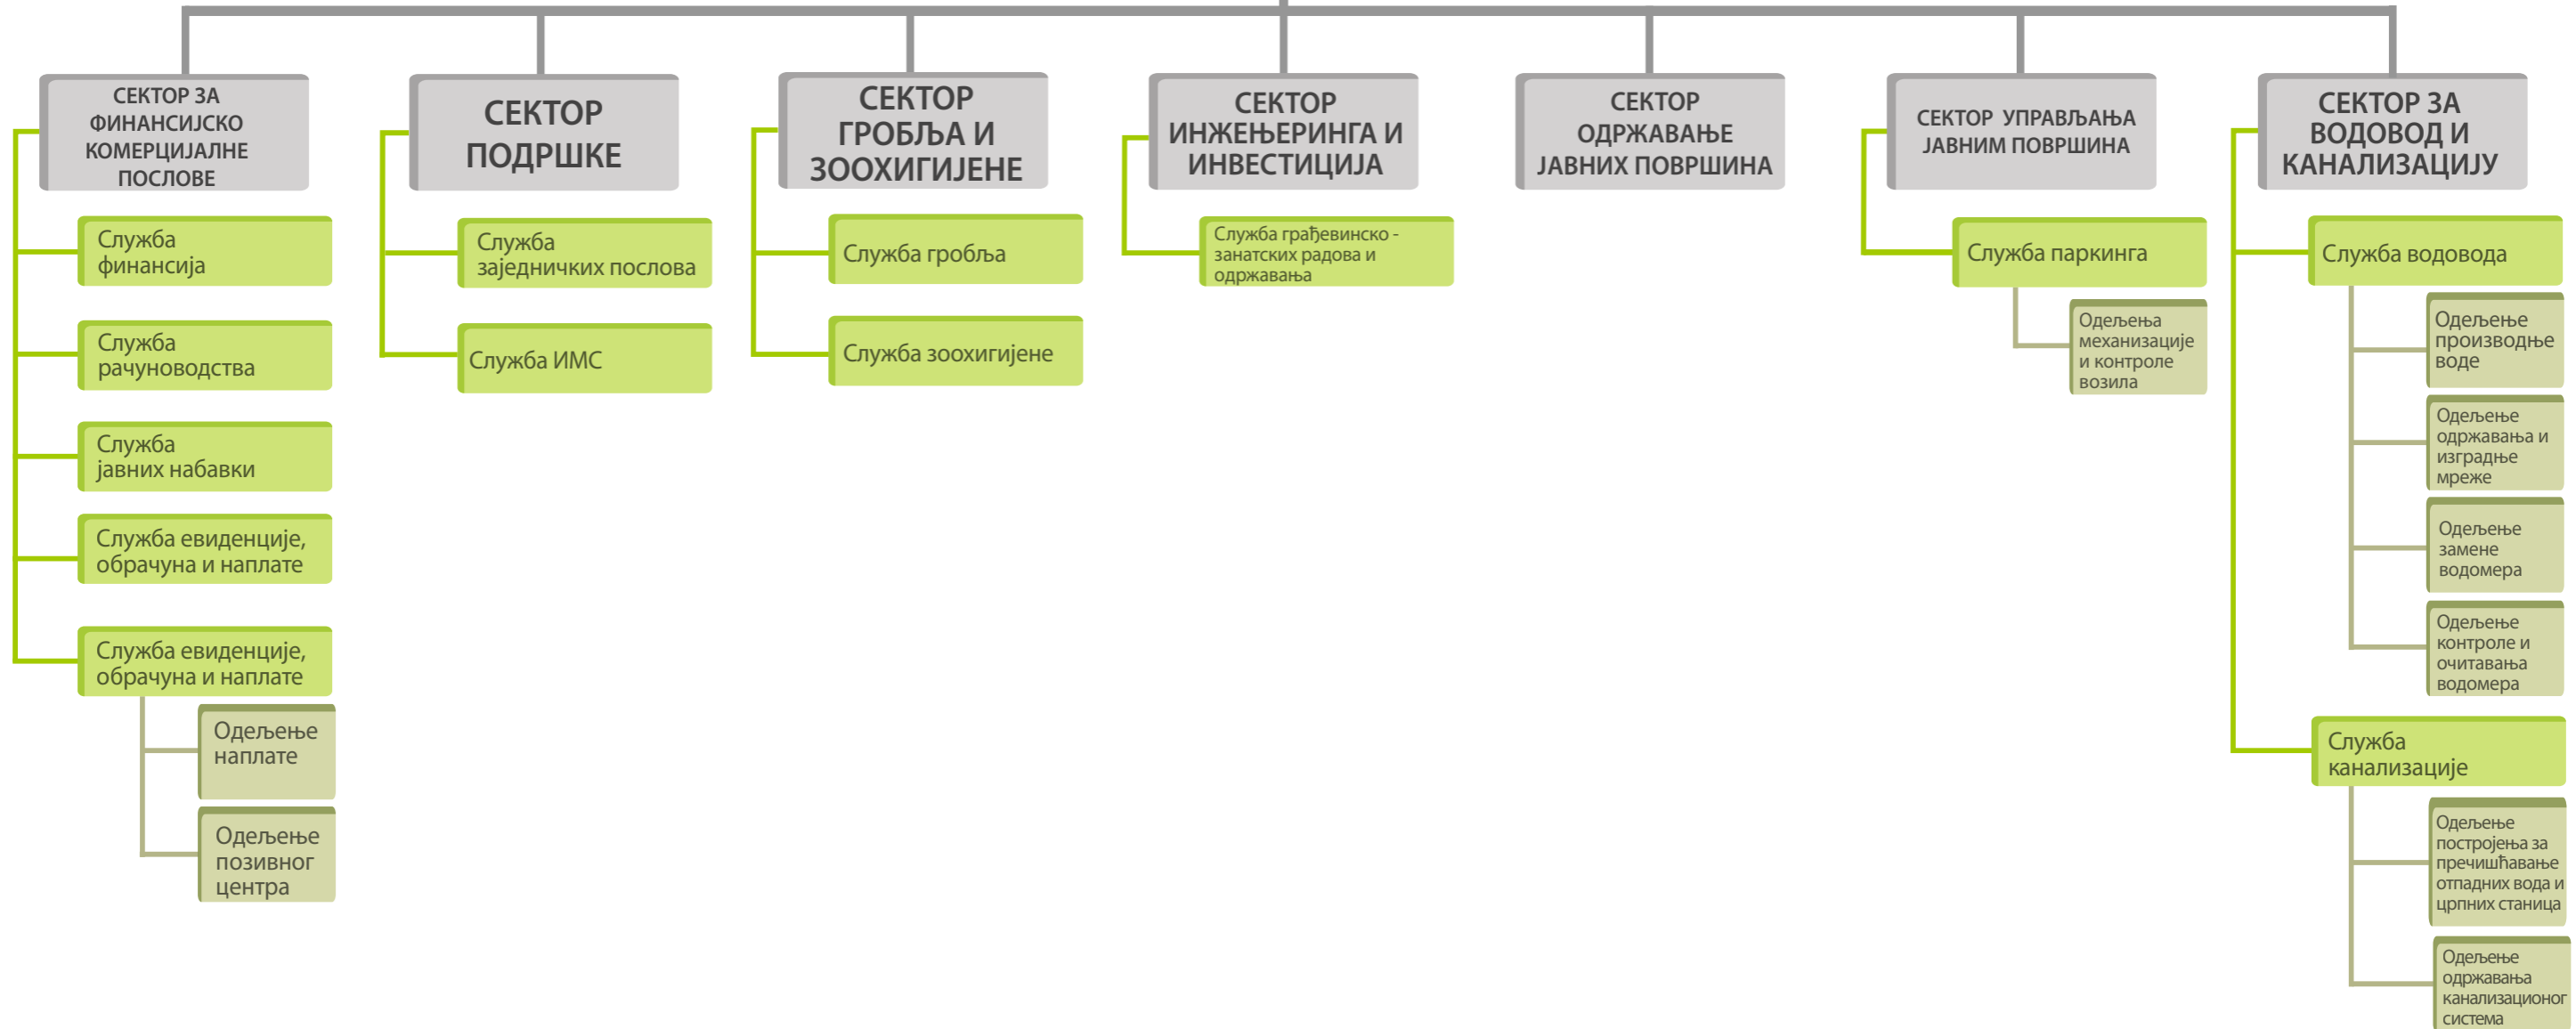 СЕКТОР ЗА
ФИНАНСИЈСКО
КОМЕРЦИЈАЛНЕ
ПОСЛОВЕ
Служба
финансија
Служба
рачуноводства
Служба
јавних набавки
Служба евиденције,
обрачуна и наплате
Служба евиденције,
обрачуна и наплате
Одељење
наплате
Одељење
позивног
центра
СЕКТОР
ПОДРШКЕ
Служба
заједничких послова
Служба ИМС
СЕКТОР
ГРОБЉА И
ЗООХИГИЈЕНЕ
Служба гробља
Служба зоохигијене
СЕКТОР
ИНЖЕЊЕРИНГА И
ИНВЕСТИЦИЈА
Служба грађевинско -
занатских радова и
одржавања
СЕКТОР
ОДРЖАВАЊЕ
ЈАВНИХ ПОВРШИНА
СЕКТОР УПРАВЉАЊА
ЈАВНИМ ПОВРШИНА
Служба паркинга
Одељења
механизације
и контроле
возила
СЕКТОР ЗА
ВОДОВОД И
КАНАЛИЗАЦИЈУ
Служба водовода
Одељење
производње
воде
Одељење
одржавања и
изградње
мреже
Одељење
замене
водомера
Одељење
контроле и
очитавања
водомера
Служба
канализације
Одељење
постројења за
пречишћавање
отпадних вода и
црпних станица
Одељење
одржавања
канализационог
система